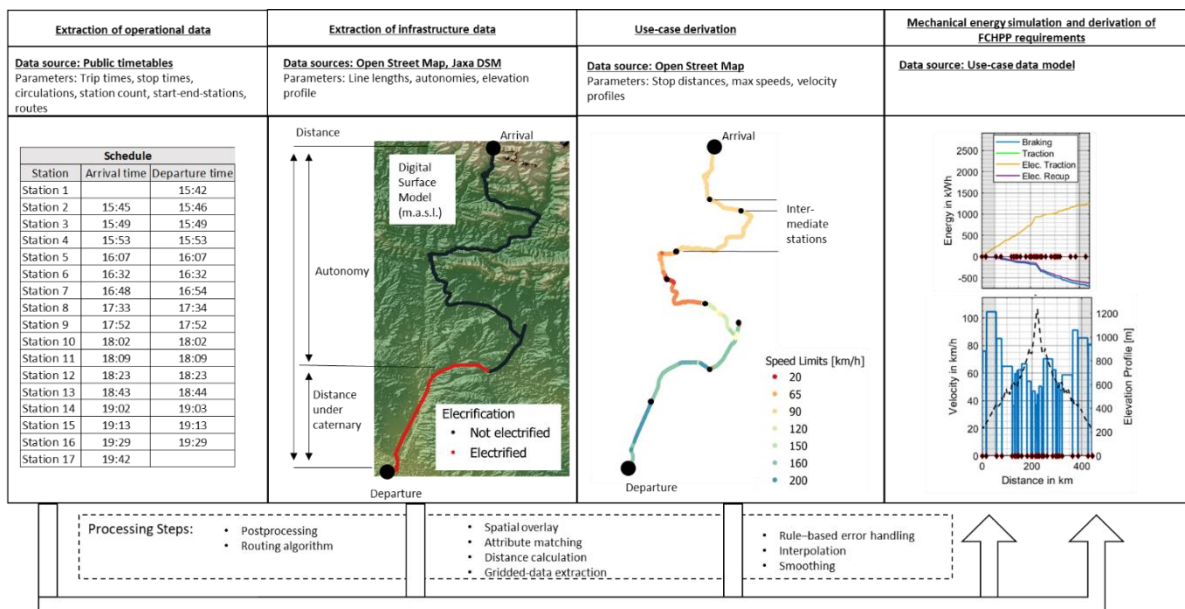 Extraction of operational data
Data source: Public timetables
Parameters: Trip times, stop times,
circulations, station count, start-end-stations,
routes
Schedule
Station Arrival time Departure time
Station 1 15:42
Station 2 15:45 15:46
Station 3 15:49 15:49
Station 4 15:53 15:53
Station 5 16:07 16:07
Station 6 16:32 16:32
Station 7 16:48 16:54
Station 8 17:33 17:34
Station 9 17:52 17:52
Station 10 18:02 18:02
Station 11 18:09 18:09
Station 12 18:23 18:23
Station 13 18:43 18:44
Station 14 19:02 19:03
Station 15 19:13 19:13
Station 16 19:29 19:29
Station 17 19:42
Extraction of infrastructure data
Data sources: Open Street Map, Jaxa DSM
Parameters: Line lengths, autonomies, elevation
profile
Distance
Arrival
Digital
Surface
Model
(m.a.s.l.)
Autonomy
Distance
under
caternary
Elecrification
Not electrified
Electrified
Departure
Use-case derivation
Data source: Open Street Map
Parameters: Stop distances, max speeds, velocity
profiles
Arrival
Inter-
mediate
stations
Speed Limits [km/h]
20
65
90
120
150
160
200
Departure
Mechanical energy simulation and derivation of
FCHPP requirements
Data source: Use-case data model
Braking
Traction
Elec. Traction
Elec. Recup
Energy in kWh
2500
2000
1500
1000
500
0
-500
Velocity in km/h
100
80
60
40
20
0
Elevation Profile [m]
1200
1000
800
600
400
200
0
0 200 400
Distance in km
Processing Steps:
• Postprocessing
• Routing algorithm
• Spatial overlay
• Attribute matching
• Distance calculation
• Gridded-data extraction
• Rule–based error handling
• Interpolation
• Smoothing